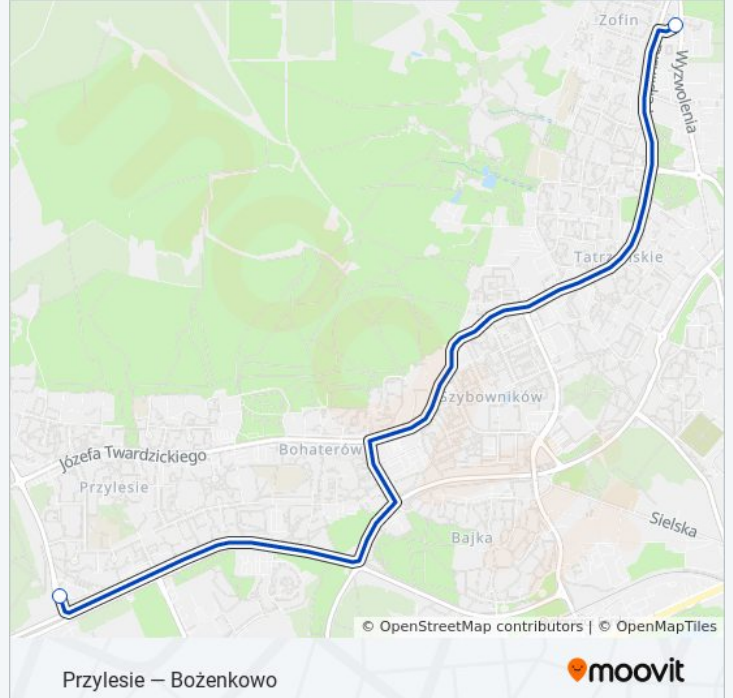 Zofin
Wyzwolenia
Tatrzańskie
Szybowników
Bohaterów
Józefa Twardzickiego
Przylesie
Sielska
Bajka
© OpenStreetMap contributors | © OpenMapTiles
Przylesie — Bożenkowo
moovit